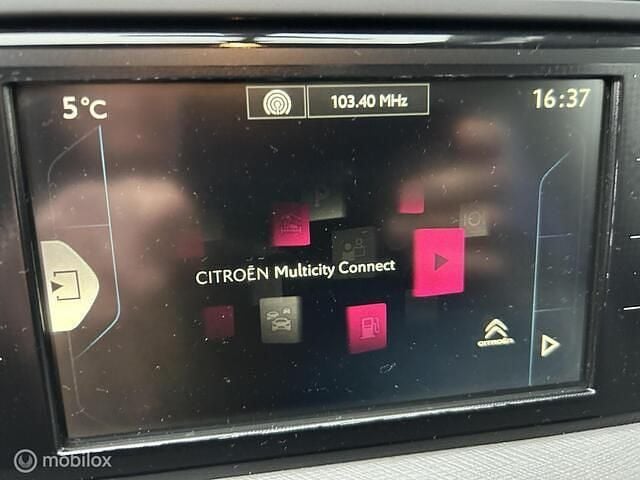 5°C
103.40 MHz
16:37
CITROËN Multicity Connect
CITROËN
mobilox